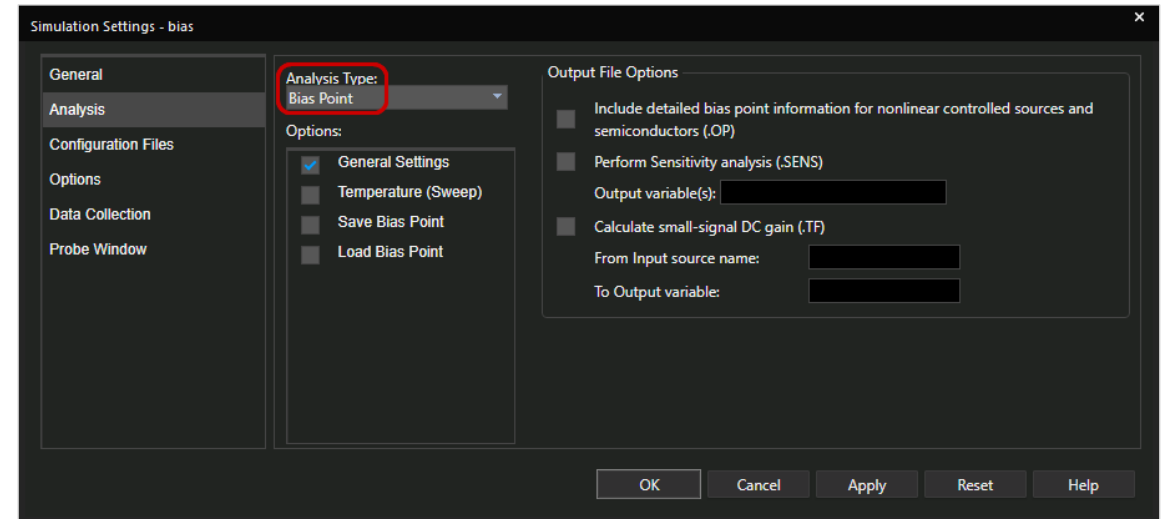 Simulation Settings - bias
×
General
Analysis
Configuration Files
Options
Data Collection
Probe Window
Analysis Type:
Bias Point
Options:
General Settings
Temperature (Sweep)
Save Bias Point
Load Bias Point
Output File Options
Include detailed bias point information for nonlinear controlled sources and
semiconductors (.OP)
Perform Sensitivity analysis (.SENS)
Output variable(s):
Calculate small-signal DC gain (.TF)
From Input source name:
To Output variable:
OK
Cancel
Apply
Reset
Help